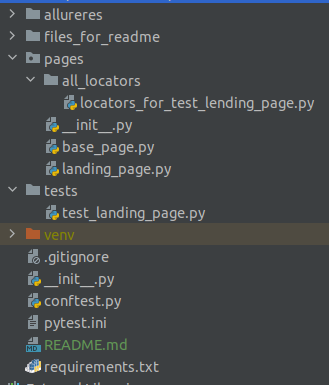 allureres
files_for_readme
pages
all_locators
locators_for_test_lending_page.py
__init__.py
base_page.py
landing_page.py
tests
test_landing_page.py
venv
.gitignore
__init__.py
conftest.py
pytest.ini
MD README.md
requirements.txt